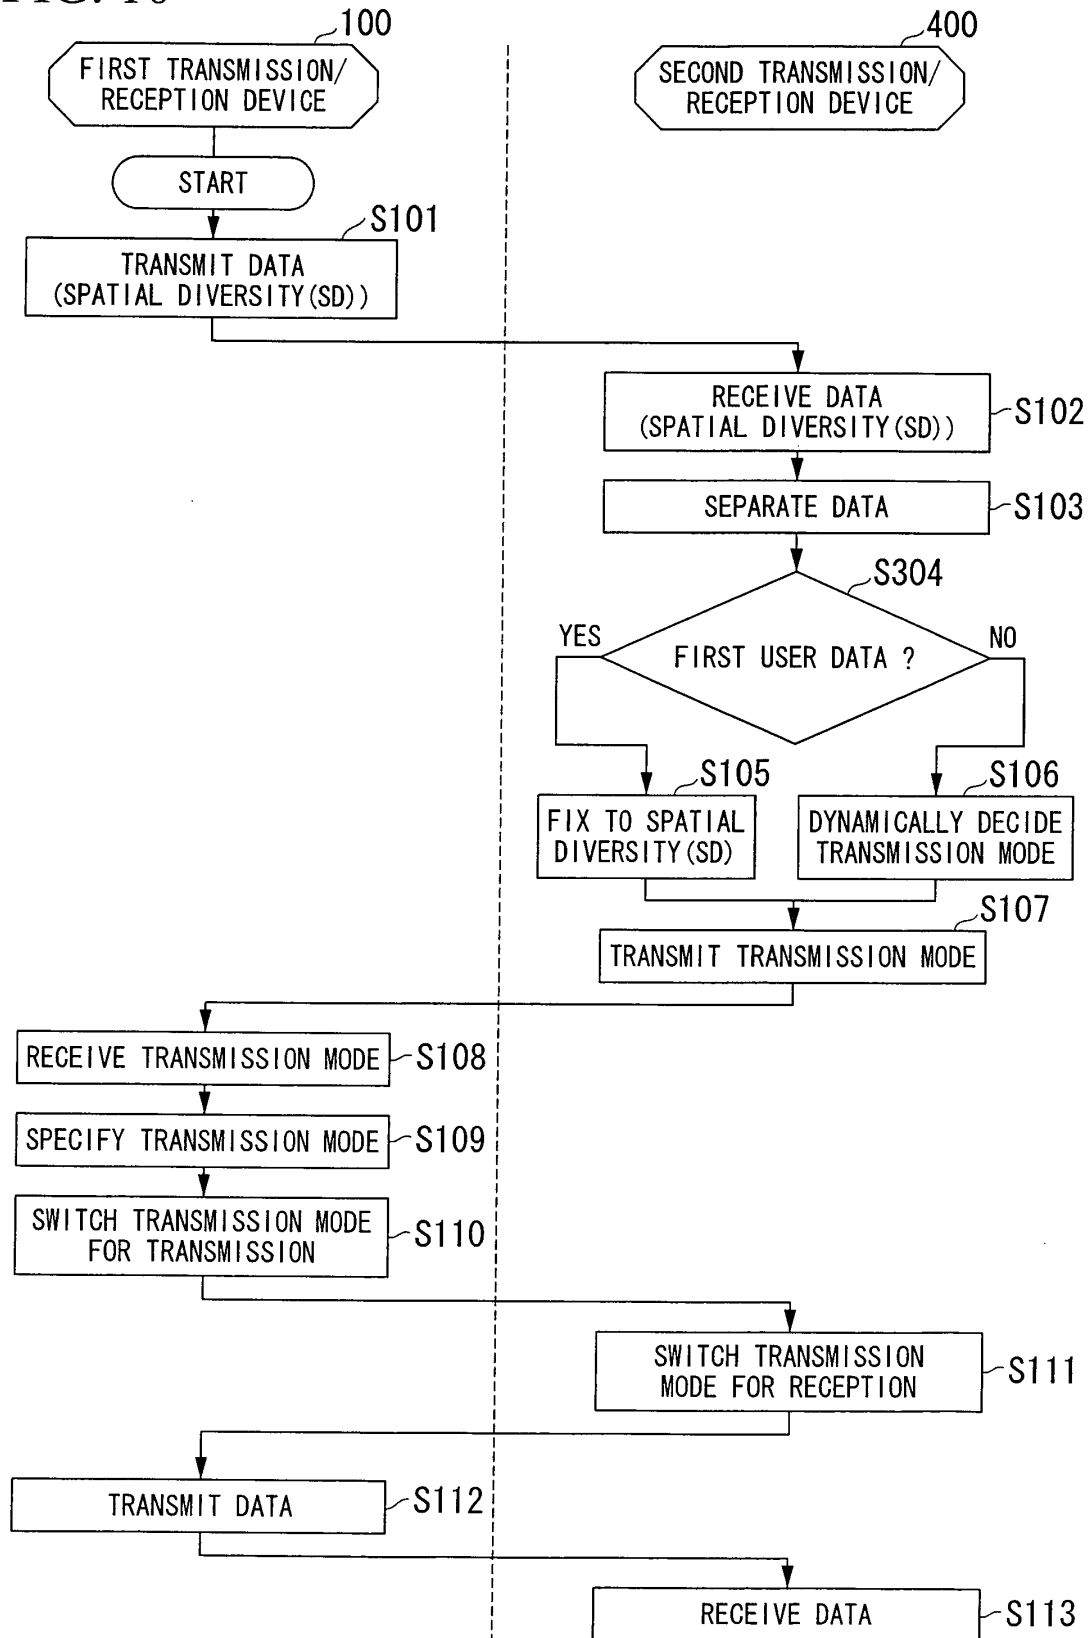 100
400
FIRST TRANSMISSION/
RECEPTION DEVICE
SECOND TRANSMISSION/
RECEPTION DEVICE
START
S101
TRANSMIT DATA
(SPATIAL DIVERSITY(SD))
RECEIVE DATA
(SPATIAL DIVERSITY(SD))
S102
SEPARATE DATA
S103
S304
YES
FIRST USER DATA ?
NO
S105
S106
FIX TO SPATIAL
DIVERSITY(SD)
DYNAMICALLY DECIDE
TRANSMISSION MODE
S107
TRANSMIT TRANSMISSION MODE
RECEIVE TRANSMISSION MODE
S108
SPECIFY TRANSMISSION MODE
S109
SWITCH TRANSMISSION MODE
FOR TRANSMISSION
S110
SWITCH TRANSMISSION
MODE FOR RECEPTION
S111
TRANSMIT DATA
S112
RECEIVE DATA
S113